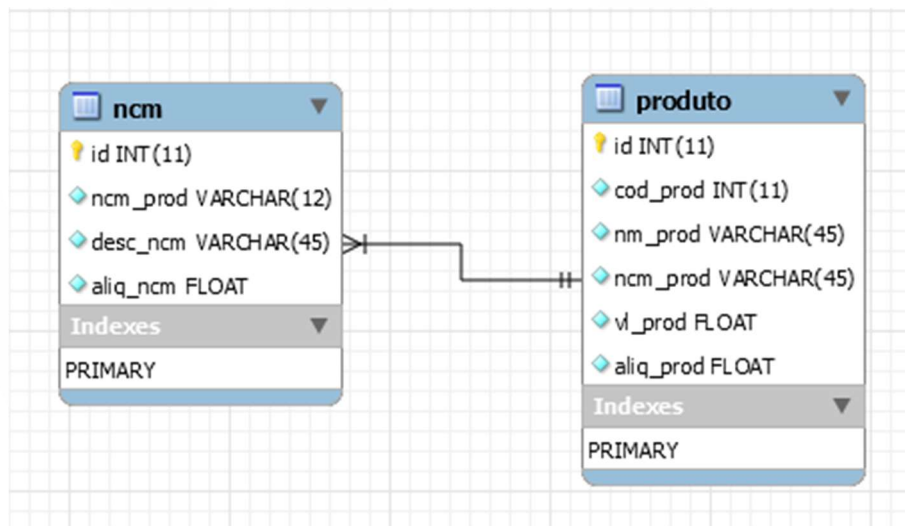 ncm
id INT(11)
ncm_prod VARCHAR(12)
desc_ncm VARCHAR(45)
aliq_ncm FLOAT
Indexes
PRIMARY
produto
id INT(11)
cod_prod INT(11)
nm_prod VARCHAR(45)
ncm_prod VARCHAR(45)
vl_prod FLOAT
aliq_prod FLOAT
Indexes
PRIMARY